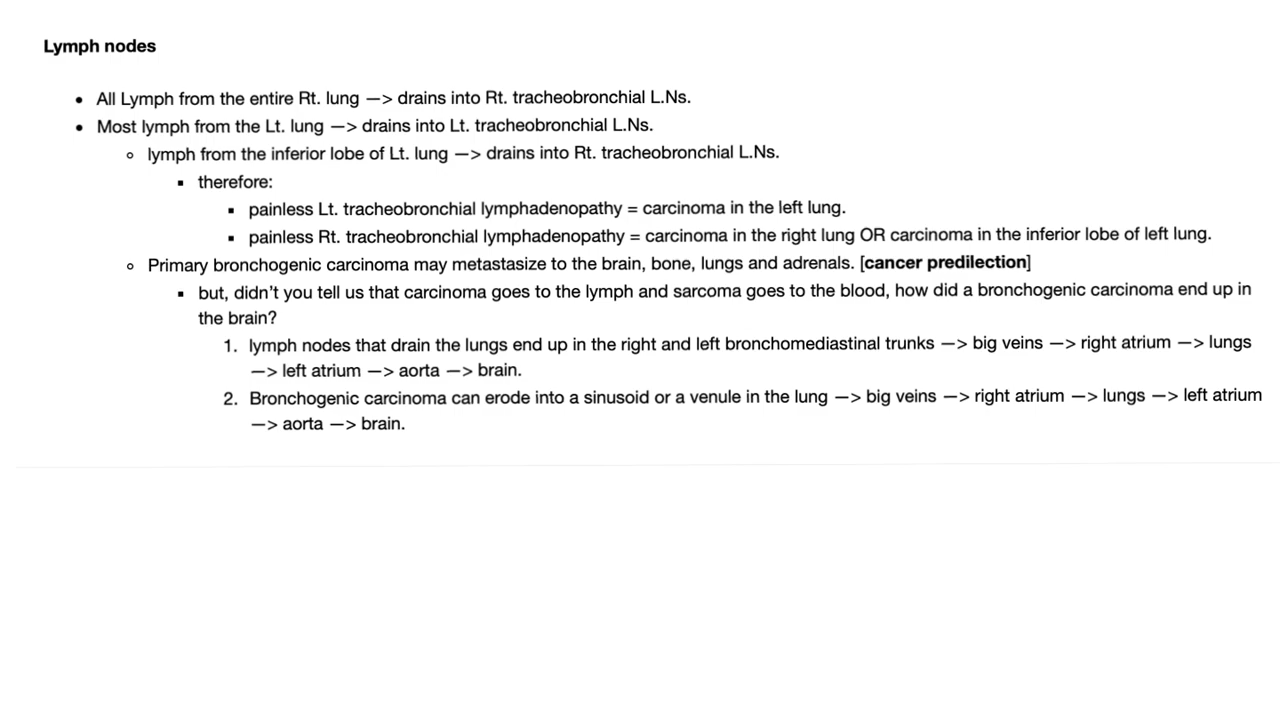 Lymph nodes
• All Lymph from the entire Rt. lung —> drains into Rt. tracheobronchial L.Ns.
• Most lymph from the Lt. lung —> drains into Lt. tracheobronchial L.Ns.
◦ lymph from the inferior lobe of Lt. lung —> drains into Rt. tracheobronchial L.Ns.
▪ therefore:
▪ painless Lt. tracheobronchial lymphadenopathy = carcinoma in the left lung.
▪ painless Rt. tracheobronchial lymphadenopathy = carcinoma in the right lung OR carcinoma in the inferior lobe of left lung.
◦ Primary bronchogenic carcinoma may metastasize to the brain, bone, lungs and adrenals. [cancer predilection]
▪ but, didn't you tell us that carcinoma goes to the lymph and sarcoma goes to the blood, how did a bronchogenic carcinoma end up in
the brain?
1. lymph nodes that drain the lungs end up in the right and left bronchomediastinal trunks —> big veins —> right atrium —> lungs
—> left atrium —> aorta —> brain.
2. Bronchogenic carcinoma can erode into a sinusoid or a venule in the lung —> big veins —> right atrium —> lungs —> left atrium
—> aorta —> brain.